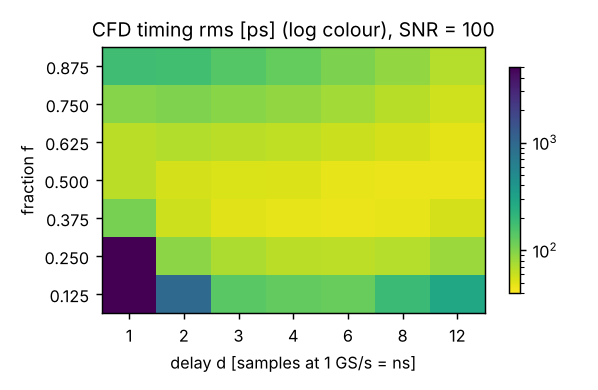 CFD timing rms [ps] (log colour), SNR = 100
fraction f
0.875
0.750
0.625
0.500
0.375
0.250
0.125
1 2 3 4 6 8 12
delay d [samples at 1 GS/s = ns]
10³
10²